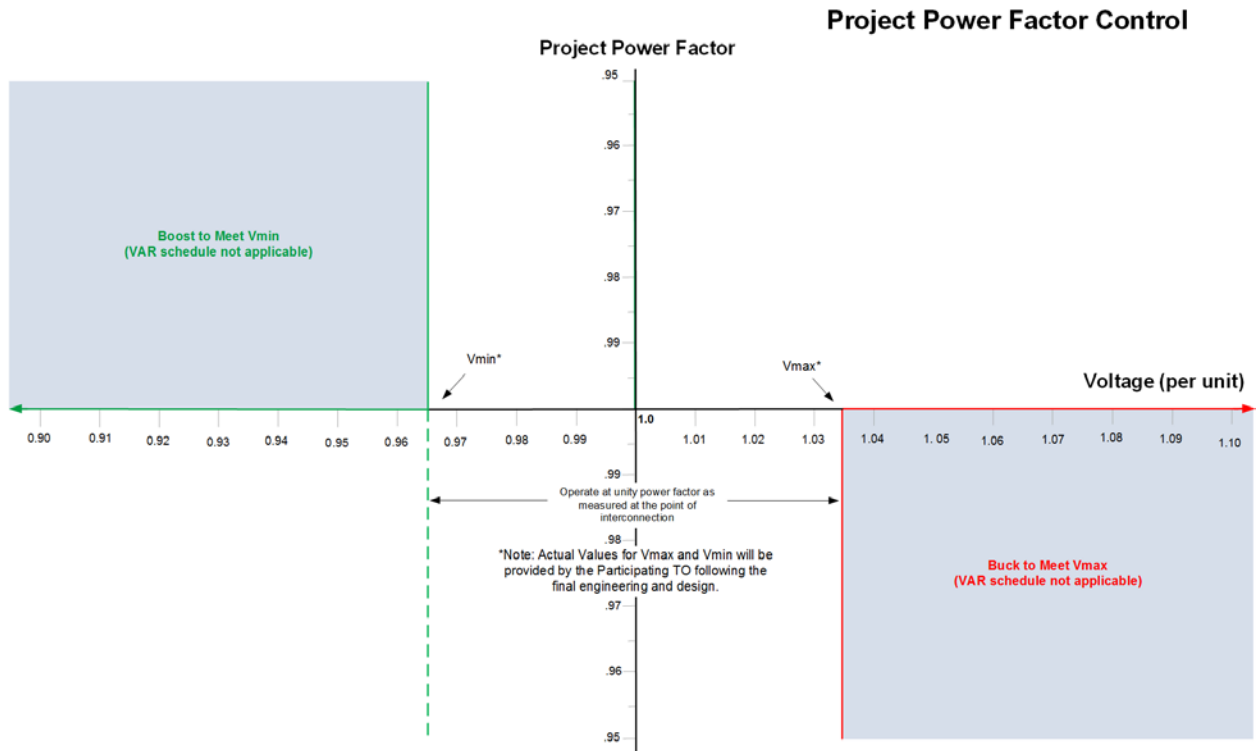 Project Power Factor Control
Project Power Factor
.95
.96
.97
.98
.99
Boost to Meet Vmin
(VAR schedule not applicable)
Vmin*
Vmax*
Voltage (per unit)
0.90
0.91
0.92
0.93
0.94
0.95
0.96
0.97
0.98
0.99
1.0
1.01
1.02
1.03
1.04
1. 05
1.06
1.07
1.08
1.09
1.10
.99
Operate at unity power factor as
measured at the point of
interconnection
.98
*Note: Actual Values for Vmax and Vmin will be
provided by the Participating TO following the
final engineering and design.
Buck to Meet Vmax
(VAR schedule not applicable)
.97
.96
.95